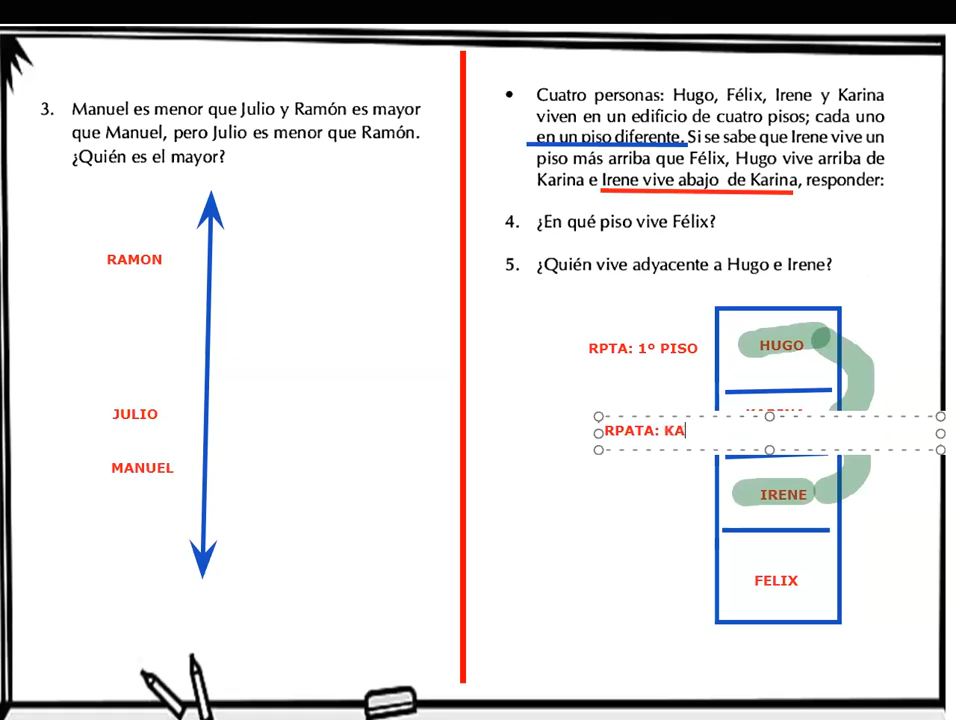 3. Manuel es menor que Julio y Ramón es mayor
que Manuel, pero Julio es menor que Ramón.
¿Quién es el mayor?
RAMON
JULIO
MANUEL
• Cuatro personas: Hugo, Félix, Irene y Karina
viven en un edificio de cuatro pisos; cada uno
en un piso diferente. Si se sabe que Irene vive un
piso más arriba que Félix, Hugo vive arriba de
Karina e Irene vive abajo de Karina, responder:
4. ¿En qué piso vive Félix?
5. ¿Quién vive adyacente a Hugo e Irene?
RPTA: 1º PISO
HUGO
RPATA: KA
IRENE
FELIX